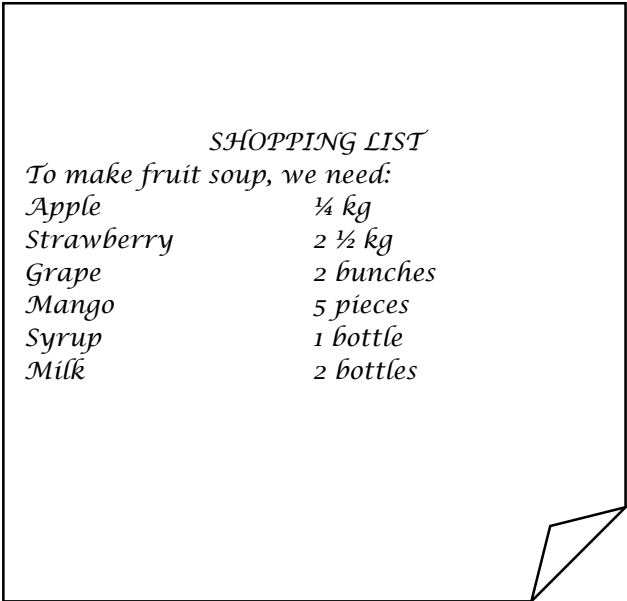 SHOPPING LIST
To make fruit soup, we need:
Apple ¼ kg
Strawberry 2 ½ kg
Grape 2 bunches
Mango 5 pieces
Syrup 1 bottle
Milk 2 bottles